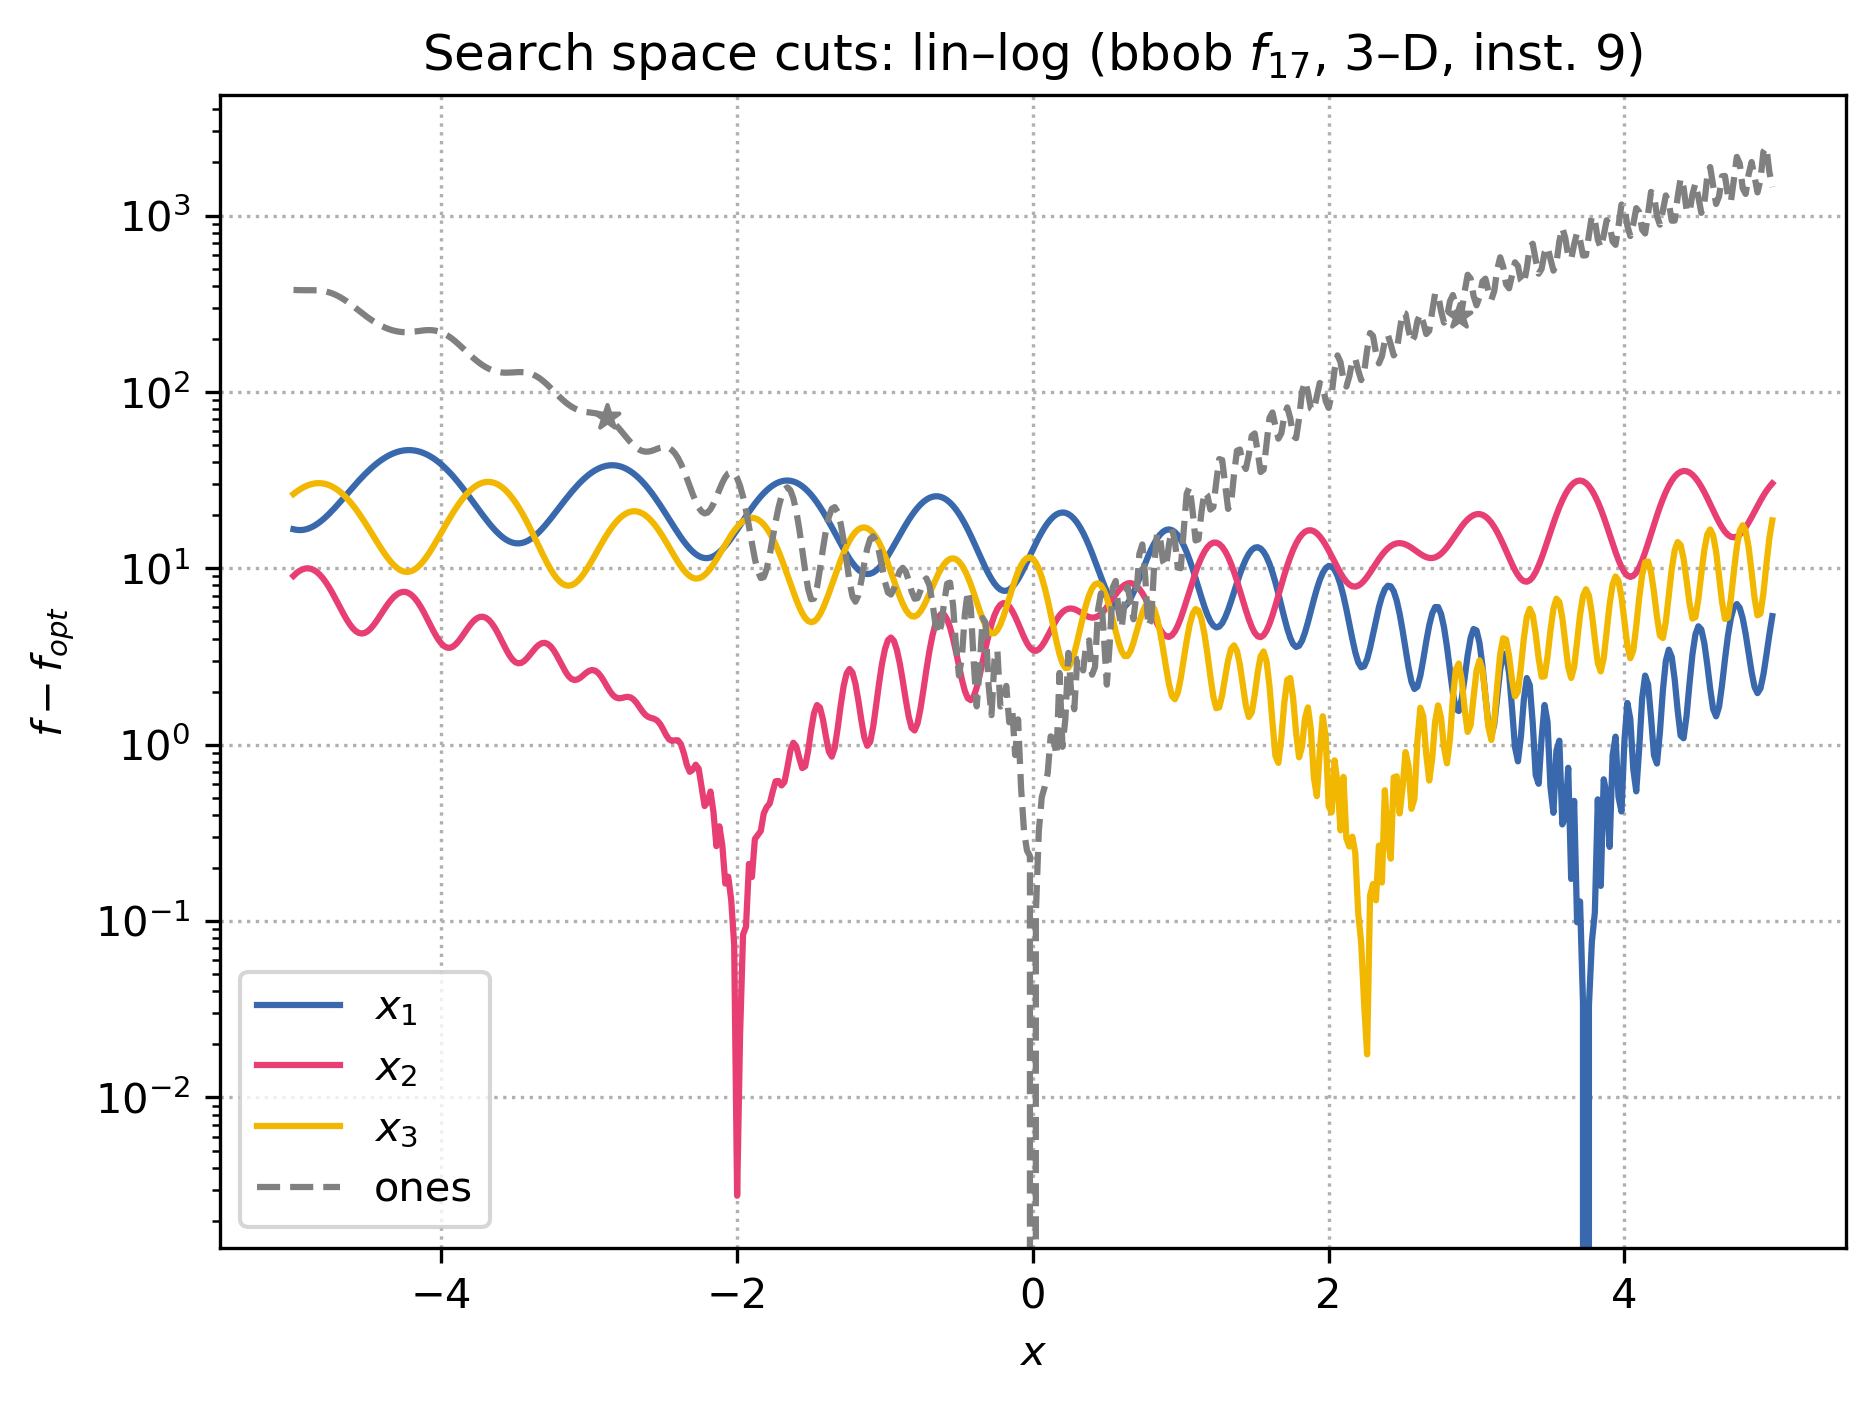 Search space cuts: lin–log (bbob f₁₇, 3–D, inst. 9)
f − fₒₚₜ
10³
10²
10¹
10⁰
10⁻¹
10⁻²
x₁
x₂
x₃
ones
−4 −2 0 2 4
x